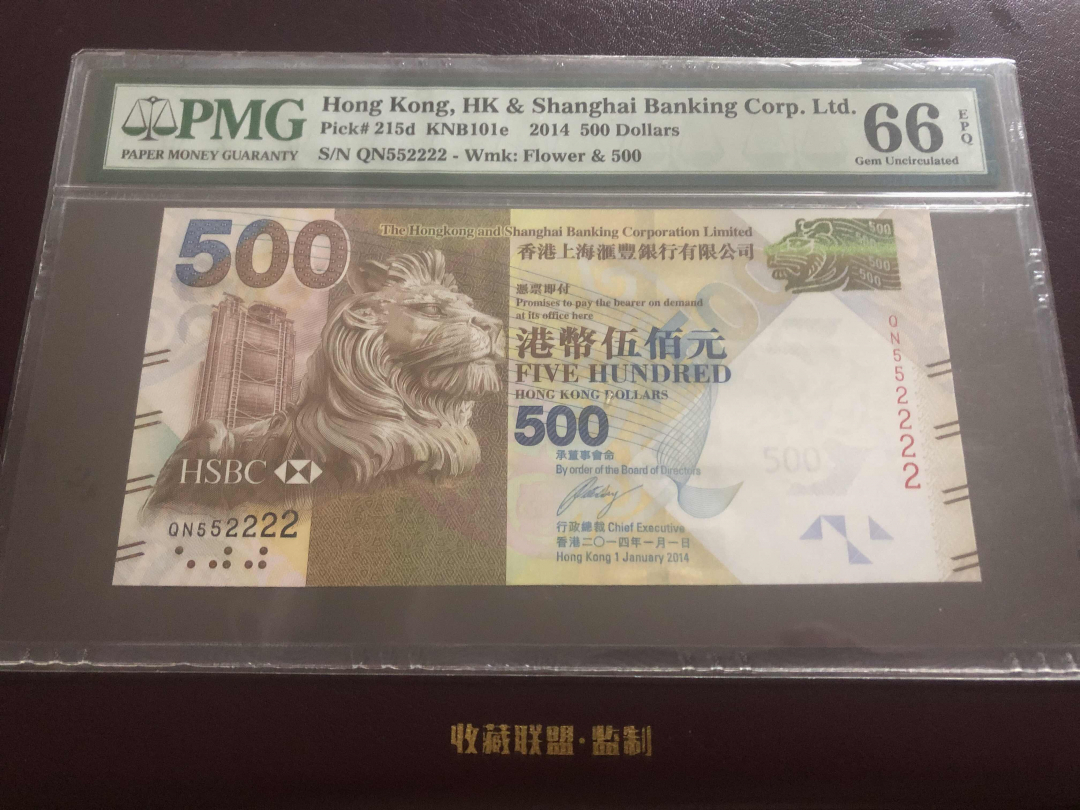 PMG
PAPER MONEY GUARANTY
Hong Kong, HK & Shanghai Banking Corp. Ltd.
Pick# 215d KNB101e 2014 500 Dollars
S/N QN552222 - Wmk: Flower & 500
66
EPQ
Gem Uncirculated
500
The Hongkong and Shanghai Banking Corporation Limited
香港上海滙豐銀行有限公司
憑票即付
Promises to pay the bearer on demand
at its office here
港幣伍佰元
FIVE HUNDRED
HONG KONG DOLLARS
500
承董事會命
By order of the Board of Directors
行政總裁 Chief Executive
香港二〇一四年一月一日
Hong Kong 1 January 2014
HSBC
QN552222
500
500
500
QN552222
500
收藏联盟·监制